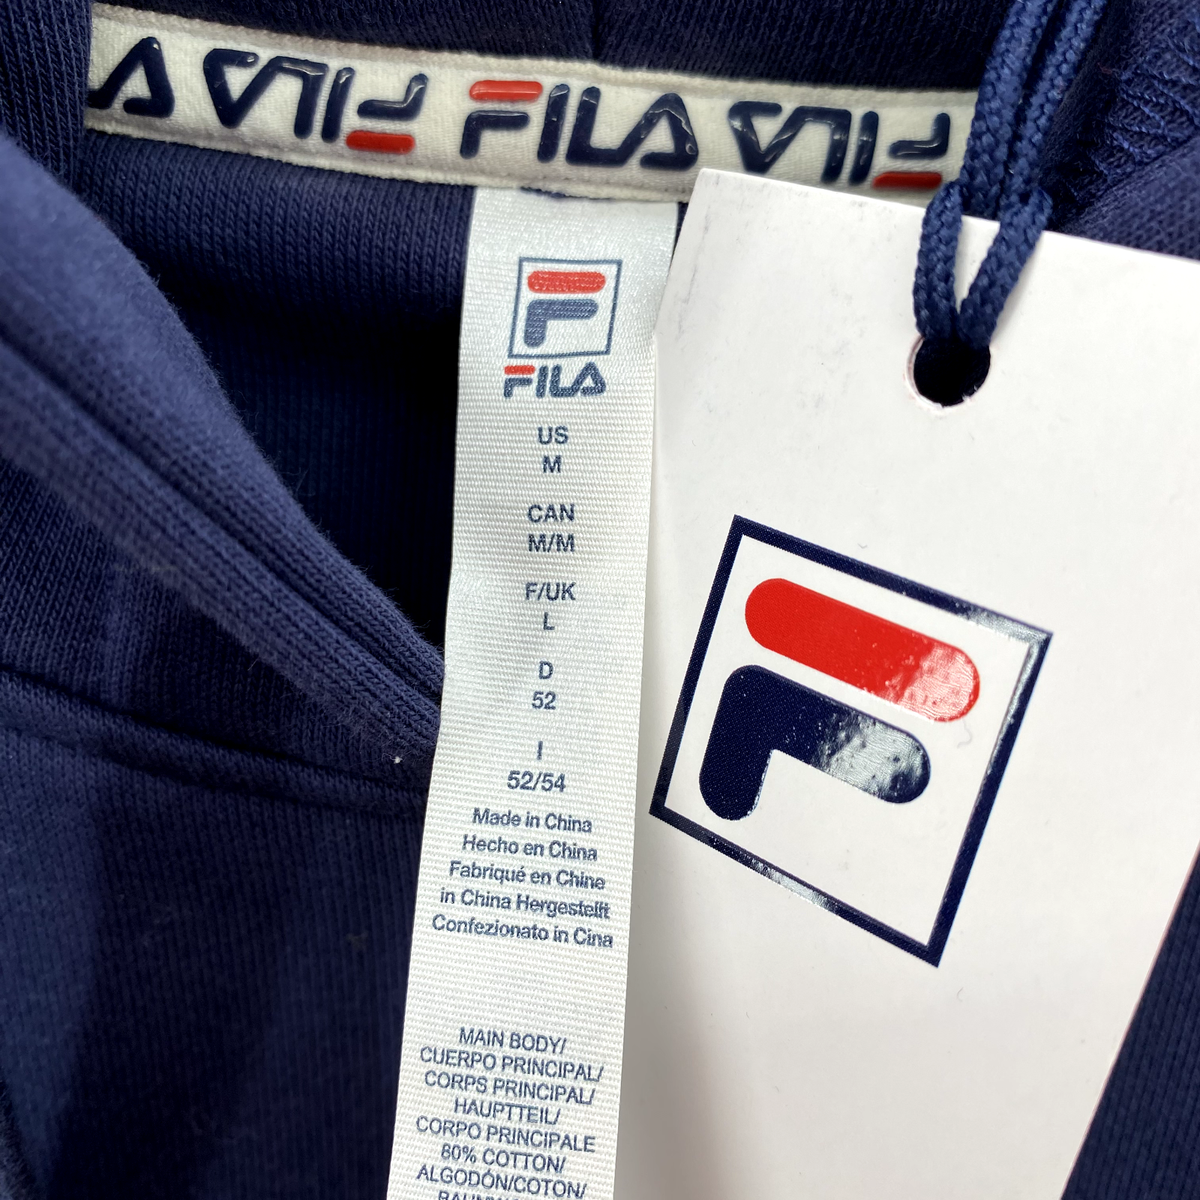 FILA FILA FILA
FILA
US
M
CAN
M/M
F/UK
L
D
52
I
52/54
Made in China
Hecho en China
Fabriqué en Chine
in China Hergestellt
Confezionato in Cina
MAIN BODY/
CUERPO PRINCIPAL/
CORPS PRINCIPAL/
HAUPTTEIL/
CORPO PRINCIPALE
80% COTTON/
ALGODÓN/COTON/